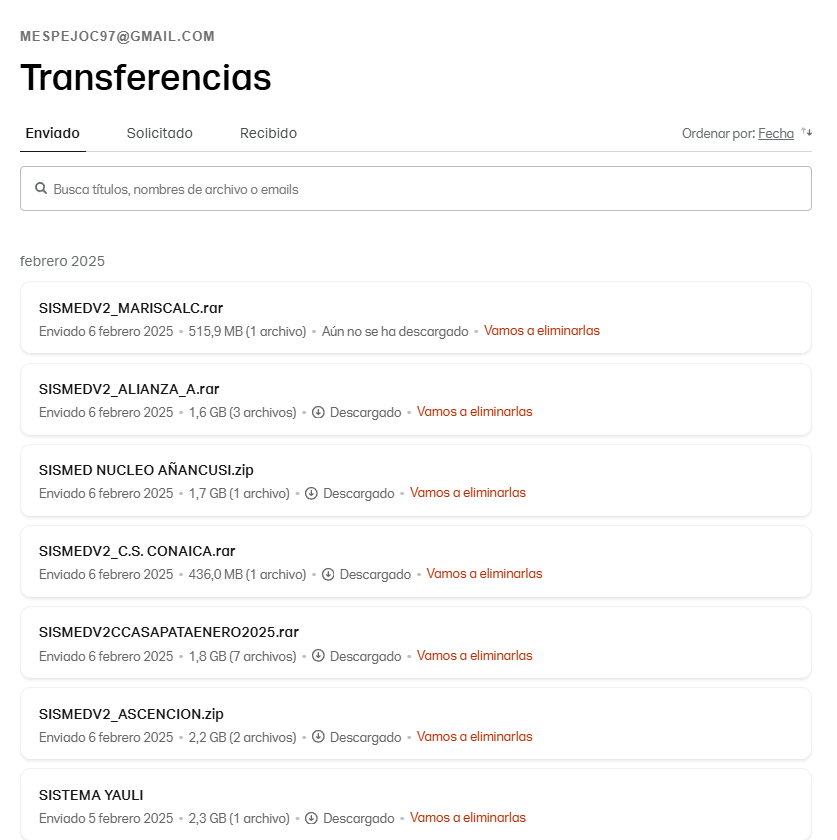 MESPEJOC97@GMAIL.COM
Transferencias
Enviado Solicitado Recibido Ordenar por: Fecha
Busca títulos, nombres de archivo o emails
febrero 2025
SISMEDV2_MARISCALC.rar
Enviado 6 febrero 2025 • 515,9 MB (1 archivo) • Aún no se ha descargado • Vamos a eliminarlas
SISMEDV2_ALIANZA_A.rar
Enviado 6 febrero 2025 • 1,6 GB (3 archivos) • Descargado • Vamos a eliminarlas
SISMED NUCLEO AÑANCUSI.zip
Enviado 6 febrero 2025 • 1,7 GB (1 archivo) • Descargado • Vamos a eliminarlas
SISMEDV2_C.S. CONAICA.rar
Enviado 6 febrero 2025 • 436,0 MB (1 archivo) • Descargado • Vamos a eliminarlas
SISMEDV2CCASAPATAENERO2025.rar
Enviado 6 febrero 2025 • 1,8 GB (7 archivos) • Descargado • Vamos a eliminarlas
SISMEDV2_ASCENCION.zip
Enviado 6 febrero 2025 • 2,2 GB (2 archivos) • Descargado • Vamos a eliminarlas
SISTEMA YAULI
Enviado 5 febrero 2025 • 2,3 GB (1 archivo) • Descargado • Vamos a eliminarlas